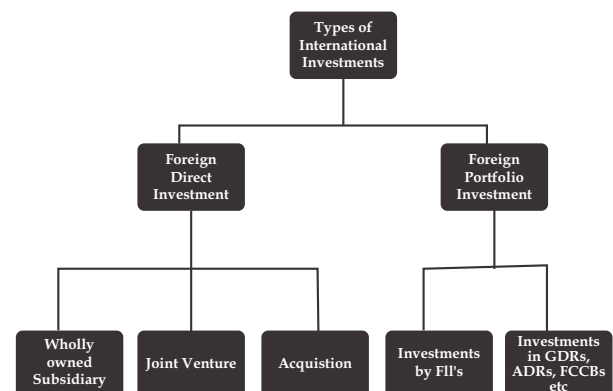 Types of
International
Investments
Foreign
Direct
Investment
Foreign
Portfolio
Investment
Wholly
owned
Subsidiary
Joint Venture
Acquistion
Investments
by FII's
Investments
in GDRs,
ADRs, FCCBs
etc